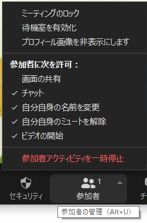 ミーティングのロック
待機室を有効化
プロフィール画像を非表示にします
参加者に次を許可：
画面の共有
✓ チャット
✓ 自分自身の名前を変更
✓ 自分自身のミュートを解除
✓ ビデオの開始
参加者アクティビティを一時停止
1
セキュリティ 参加者 チ
参加者の管理 (Alt+U)